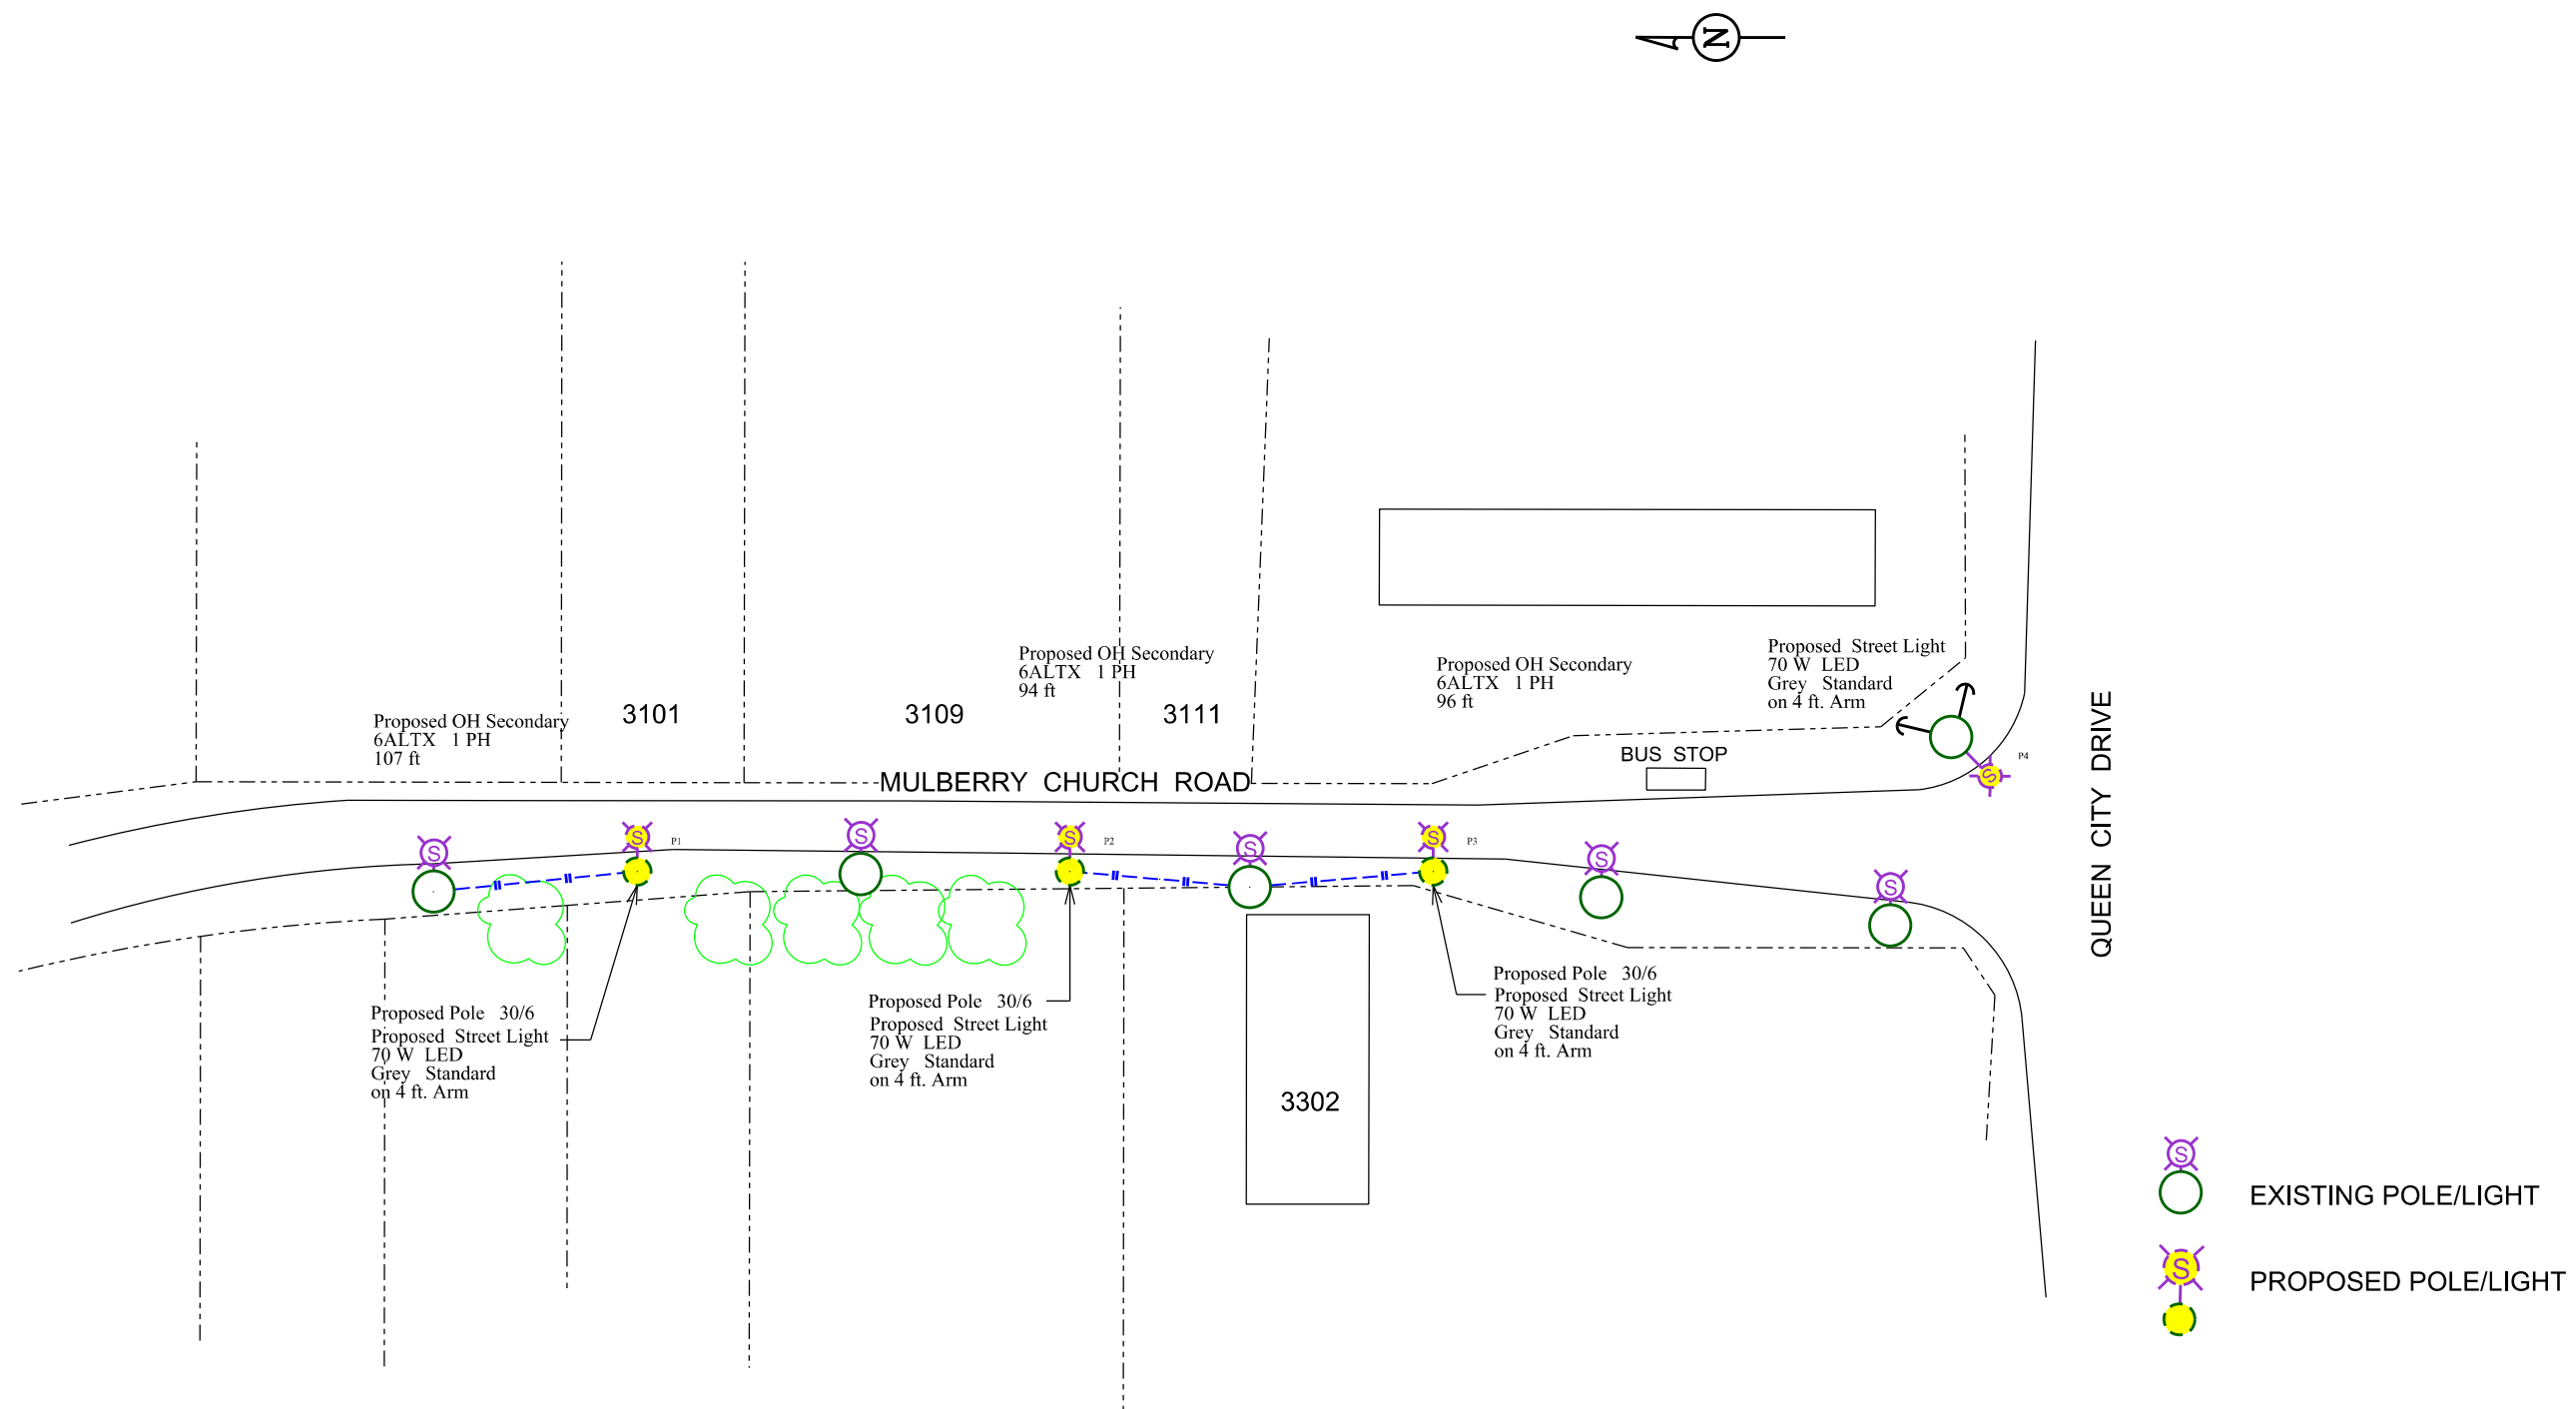 N
Proposed OH Secondary
6ALTX 1 PH
107 ft
3101
3109
Proposed OH Secondary
6ALTX 1 PH
94 ft
3111
Proposed OH Secondary
6ALTX 1 PH
96 ft
Proposed Street Light
70 W LED
Grey Standard
on 4 ft. Arm
BUS STOP
MULBERRY CHURCH ROAD
QUEEN CITY DRIVE
P4
S
S
S
P1
S
S
P2
S
S
P3
S
S
Proposed Pole 30/6
Proposed Street Light
70 W LED
Grey Standard
on 4 ft. Arm
Proposed Pole 30/6
Proposed Street Light
70 W LED
Grey Standard
on 4 ft. Arm
Proposed Pole 30/6
Proposed Street Light
70 W LED
Grey Standard
on 4 ft. Arm
3302
S
EXISTING POLE/LIGHT
S
PROPOSED POLE/LIGHT